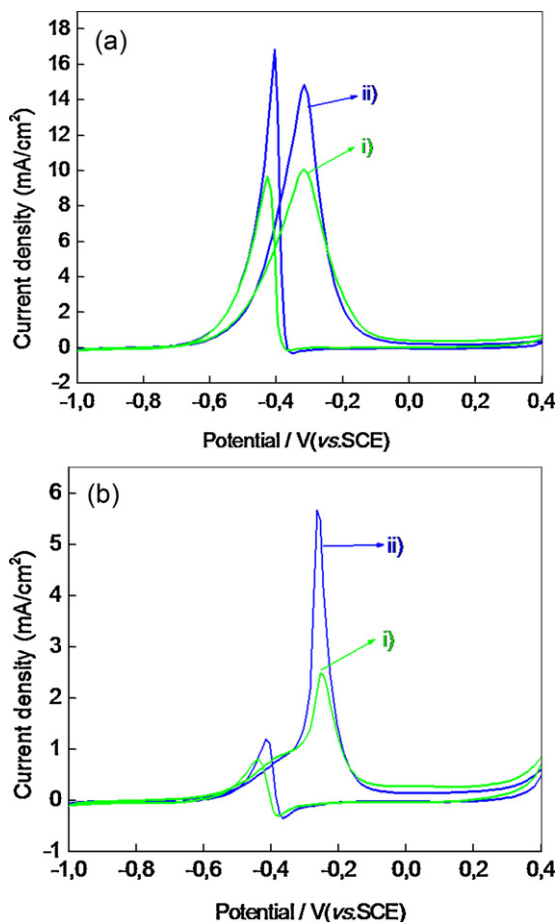 (a)
18
16
14
12
10
8
6
4
2
0
-2
ii)
i)
Current density (mA/cm²)
-1,0 -0,8 -0,6 -0,4 -0,2 0,0 0,2 0,4
Potential / V(vs.SCE)
(b)
6
5
4
3
2
1
0
-1
ii)
i)
Current density (mA/cm²)
-1,0 -0,8 -0,6 -0,4 -0,2 0,0 0,2 0,4
Potential / V(vs.SCE)